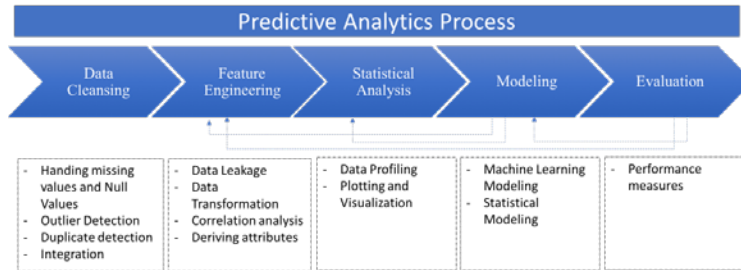 Predictive Analytics Process
Data
Cleansing
Feature
Engineering
Statistical
Analysis
Modeling
Evaluation
- Handing missing
values and Null
Values
- Outlier Detection
- Duplicate detection
- Integration
- Data Leakage
- Data
Transformation
- Correlation analysis
- Deriving attributes
- Data Profiling
- Plotting and
Visualization
- Machine Learning
Modeling
- Statistical
Modeling
- Performance
measures